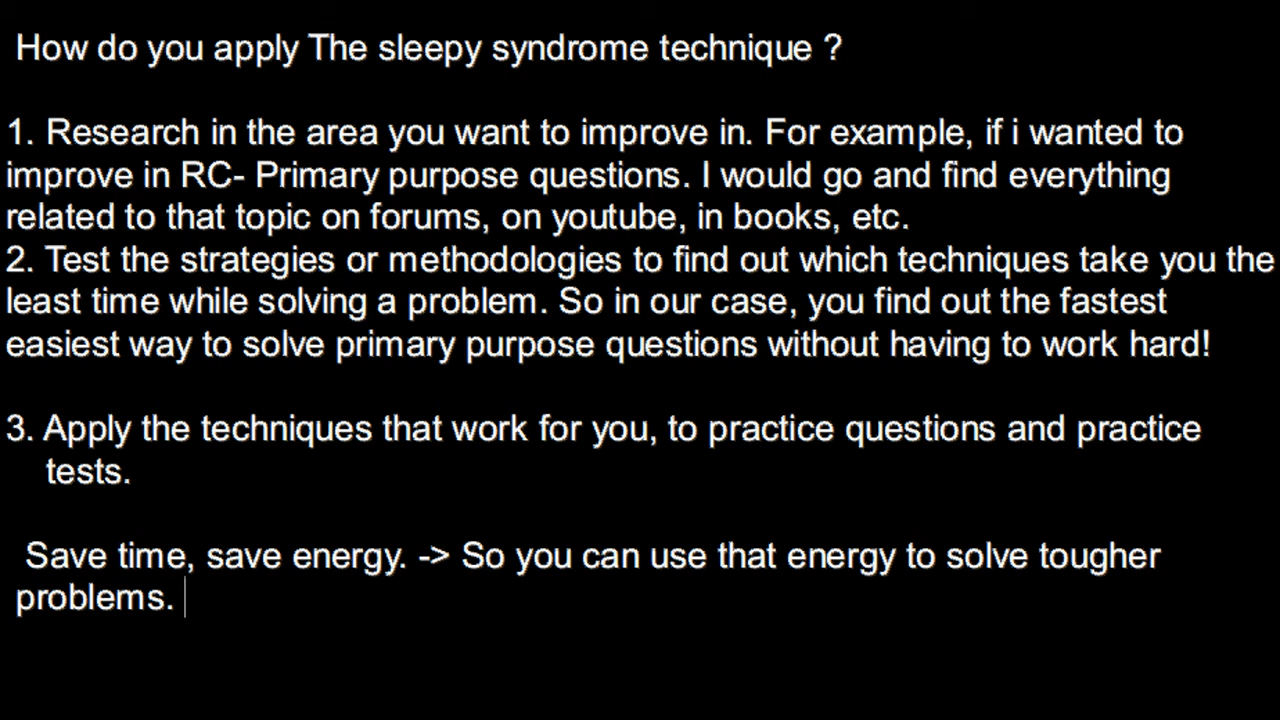 How do you apply The sleepy syndrome technique ?
1. Research in the area you want to improve in. For example, if i wanted to
improve in RC- Primary purpose questions. I would go and find everything
related to that topic on forums, on youtube, in books, etc.
2. Test the strategies or methodologies to find out which techniques take you the
least time while solving a problem. So in our case, you find out the fastest
easiest way to solve primary purpose questions without having to work hard!
3. Apply the techniques that work for you, to practice questions and practice
tests.
Save time, save energy. -> So you can use that energy to solve tougher
problems.